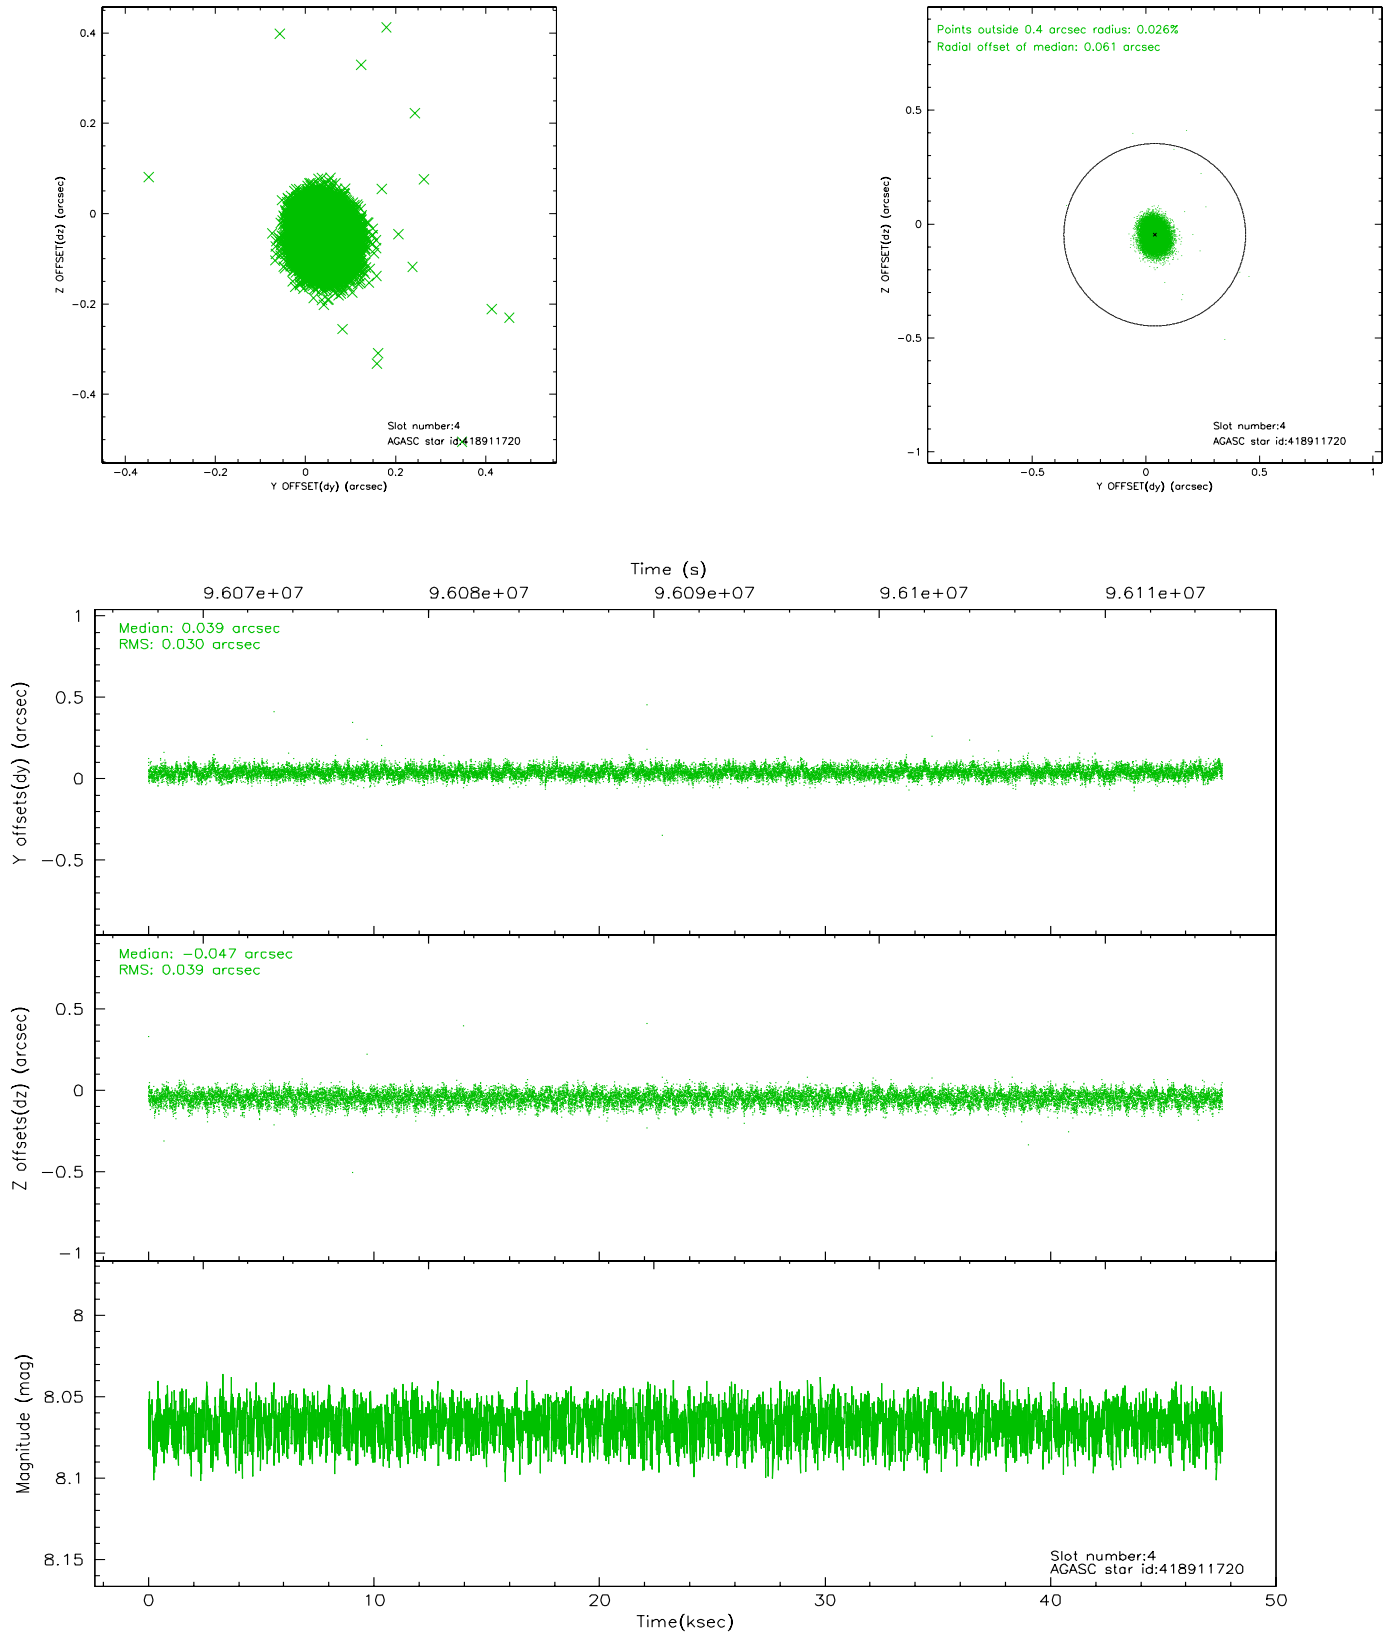 0.4
0.2
0
−0.2
−0.4
Z OFFSET(dz) (arcsec)
Slot number:4
AGASC star id:418911720
−0.4 −0.2 0 0.2 0.4
Y OFFSET(dy) (arcsec)
Points outside 0.4 arcsec radius: 0.026%
Radial offset of median: 0.061 arcsec
0.5
0
−0.5
−1
Z OFFSET(dz) (arcsec)
Slot number:4
AGASC star id:418911720
−0.5 0 0.5 1
Y OFFSET(dy) (arcsec)
Time (s)
9.607e+07 9.608e+07 9.609e+07 9.61e+07 9.611e+07
Median: 0.039 arcsec
RMS: 0.030 arcsec
1
0.5
0
−0.5
Y offsets(dy) (arcsec)
Median: −0.047 arcsec
RMS: 0.039 arcsec
0.5
0
−0.5
−1
Z offsets(dz) (arcsec)
8
8.05
8.1
8.15
Magnitude (mag)
Slot number:4
AGASC star id:418911720
0 10 20 30 40 50
Time(ksec)